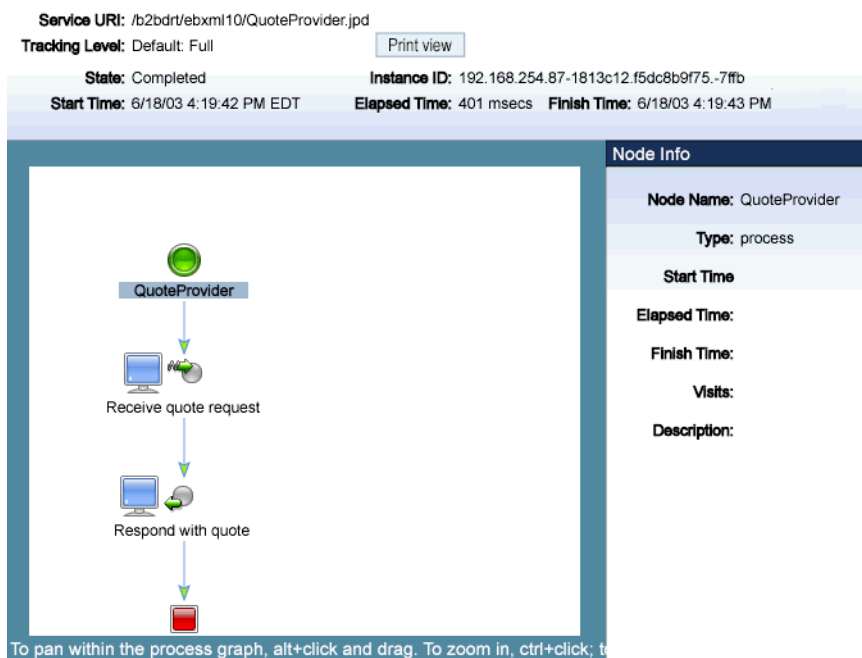 Service URI: /b2bdrt/ebxml10/QuoteProvider.jpd
Tracking Level: Default: Full
Print view
State: Completed Instance ID: 192.168.254.87-1813c12.f5dc8b9f75.-7ffb
Start Time: 6/18/03 4:19:42 PM EDT Elapsed Time: 401 msecs Finish Time: 6/18/03 4:19:43 PM
Node Info
Node Name: QuoteProvider
Type: process
Start Time
Elapsed Time:
Finish Time:
Visits:
Description:
QuoteProvider
Receive quote request
Respond with quote
To pan within the process graph, alt+click and drag. To zoom in, ctrl+click;